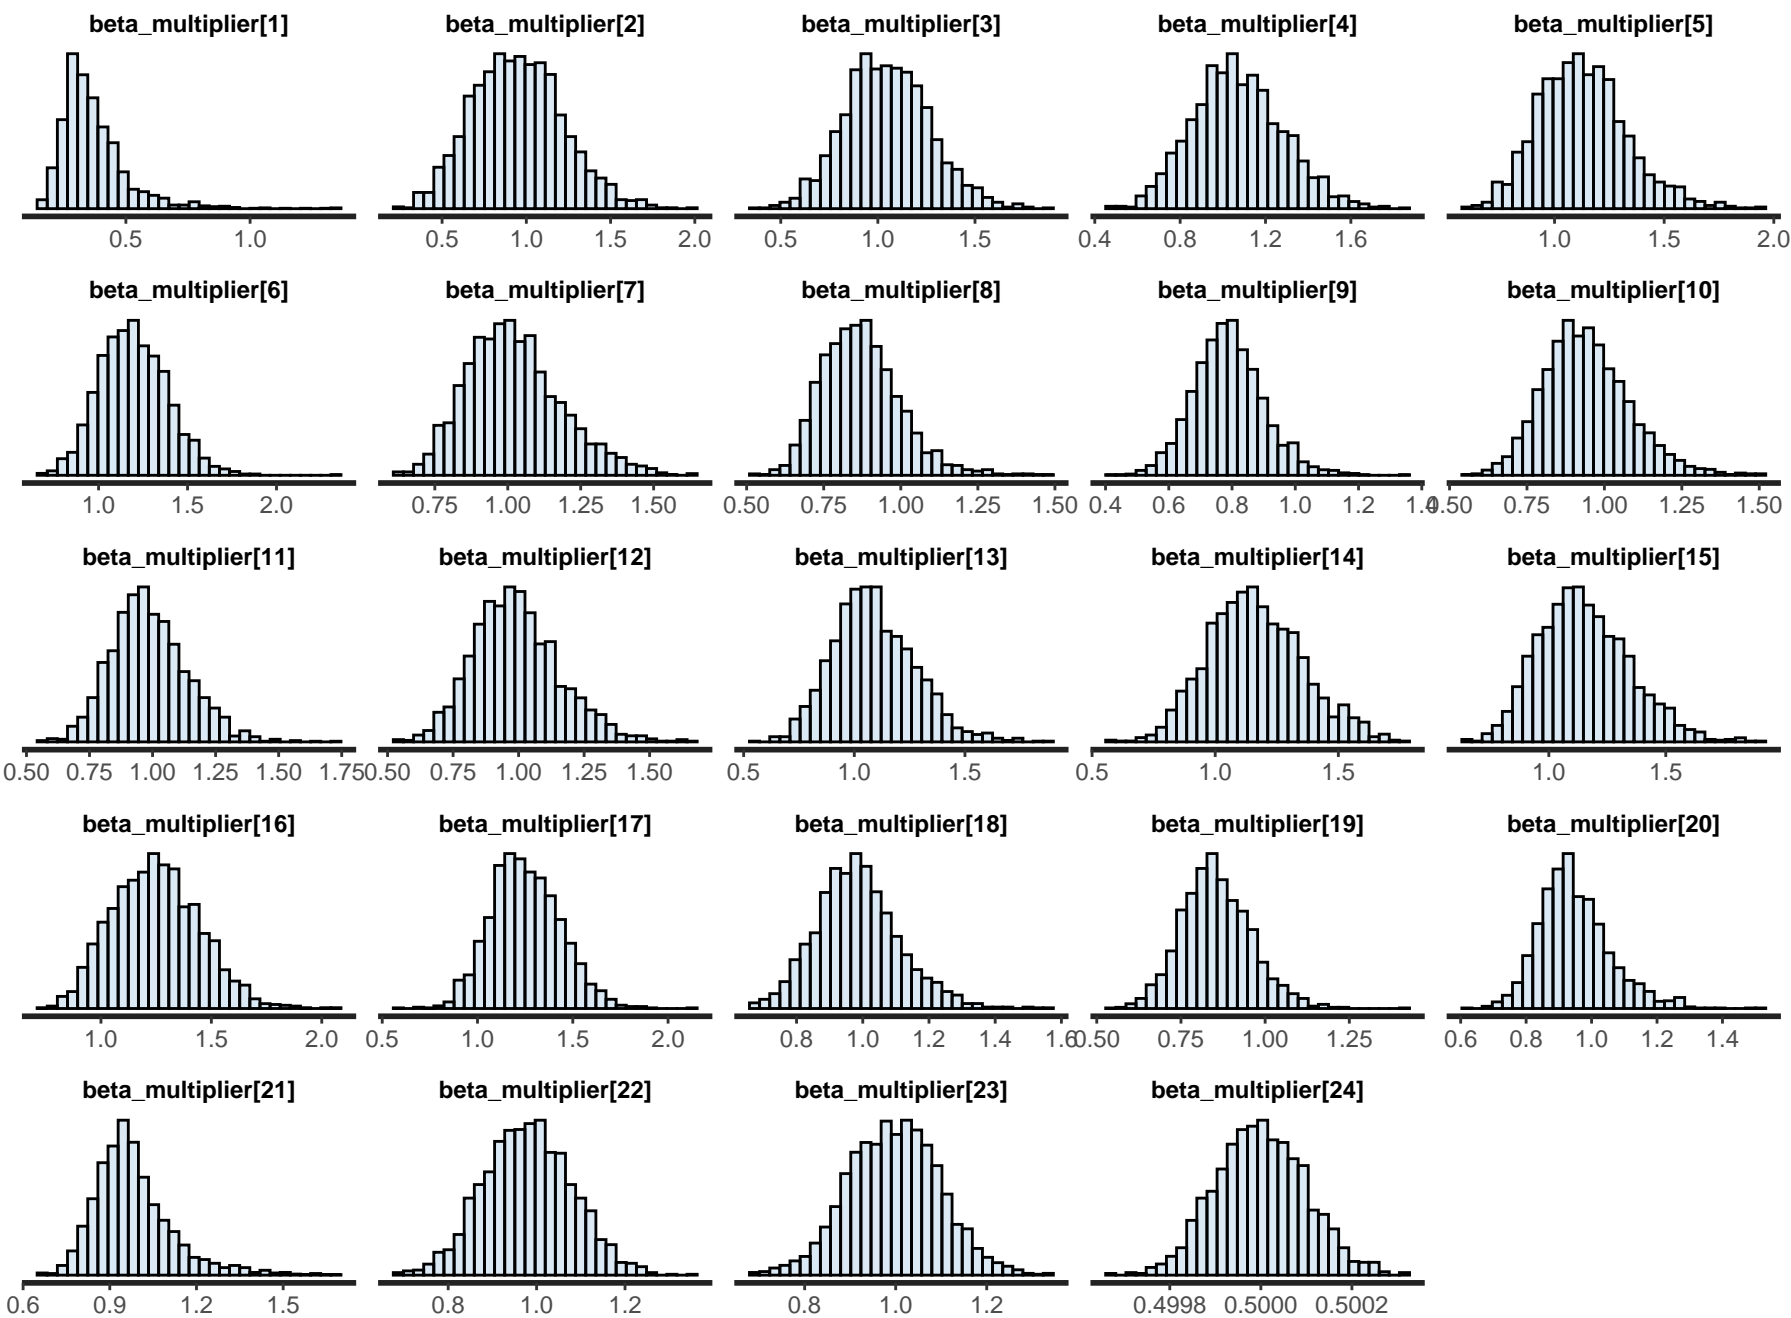 beta_multiplier[1] beta_multiplier[2] beta_multiplier[3] beta_multiplier[4] beta_multiplier[5]
0.5 1.0 0.5 1.0 1.5 2.0 0.5 1.0 1.5 0.4 0.8 1.2 1.6 1.0 1.5 2.0
beta_multiplier[6] beta_multiplier[7] beta_multiplier[8] beta_multiplier[9] beta_multiplier[10]
1.0 1.5 2.0 0.75 1.00 1.25 1.50 0.50 0.75 1.00 1.25 1.50 0.4 0.6 0.8 1.0 1.2 1.4 0.50 0.75 1.00 1.25 1.50
beta_multiplier[11] beta_multiplier[12] beta_multiplier[13] beta_multiplier[14] beta_multiplier[15]
0.50 0.75 1.00 1.25 1.50 1.75 0.50 0.75 1.00 1.25 1.50 0.5 1.0 1.5 0.5 1.0 1.5 1.0 1.5
beta_multiplier[16] beta_multiplier[17] beta_multiplier[18] beta_multiplier[19] beta_multiplier[20]
1.0 1.5 2.0 0.5 1.0 1.5 2.0 0.8 1.0 1.2 1.4 1.6 0.50 0.75 1.00 1.25 0.6 0.8 1.0 1.2 1.4
beta_multiplier[21] beta_multiplier[22] beta_multiplier[23] beta_multiplier[24]
0.6 0.9 1.2 1.5 0.8 1.0 1.2 0.8 1.0 1.2 0.4998 0.5000 0.5002